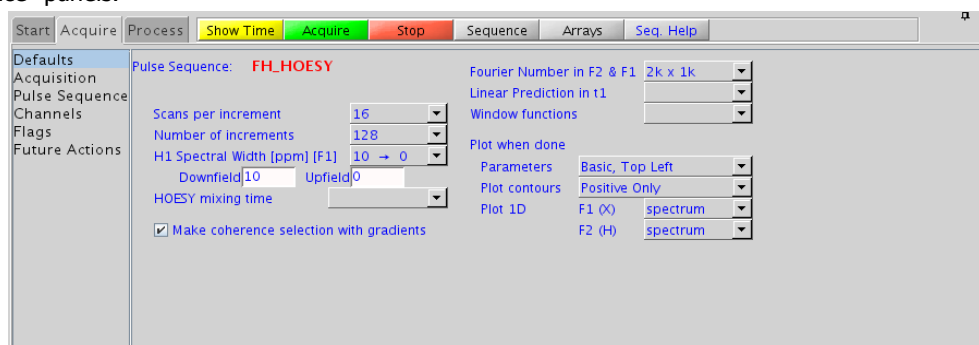 Start Acquire Process Show Time Acquire Stop Sequence Arrays Seq. Help
Defaults
Acquisition
Pulse Sequence
Channels
Flags
Future Actions
Pulse Sequence: FH_HOESY
Scans per increment 16
Number of increments 128
H1 Spectral Width [ppm] [F1] 10 → 0
Downfield 10 Upfield 0
HOESY mixing time
Make coherence selection with gradients
Fourier Number in F2 & F1 2k x 1k
Linear Prediction in t1
Window functions
Plot when done
Parameters Basic, Top Left
Plot contours Positive Only
Plot 1D F1 (X) spectrum
F2 (H) spectrum